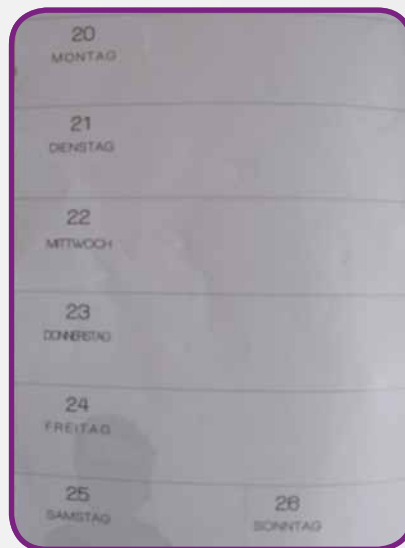 20
MONTAG
21
DIENSTAG
22
MITTWOCH
23
DONNERSTAG
24
FREITAG
25
SAMSTAG
26
SONNTAG